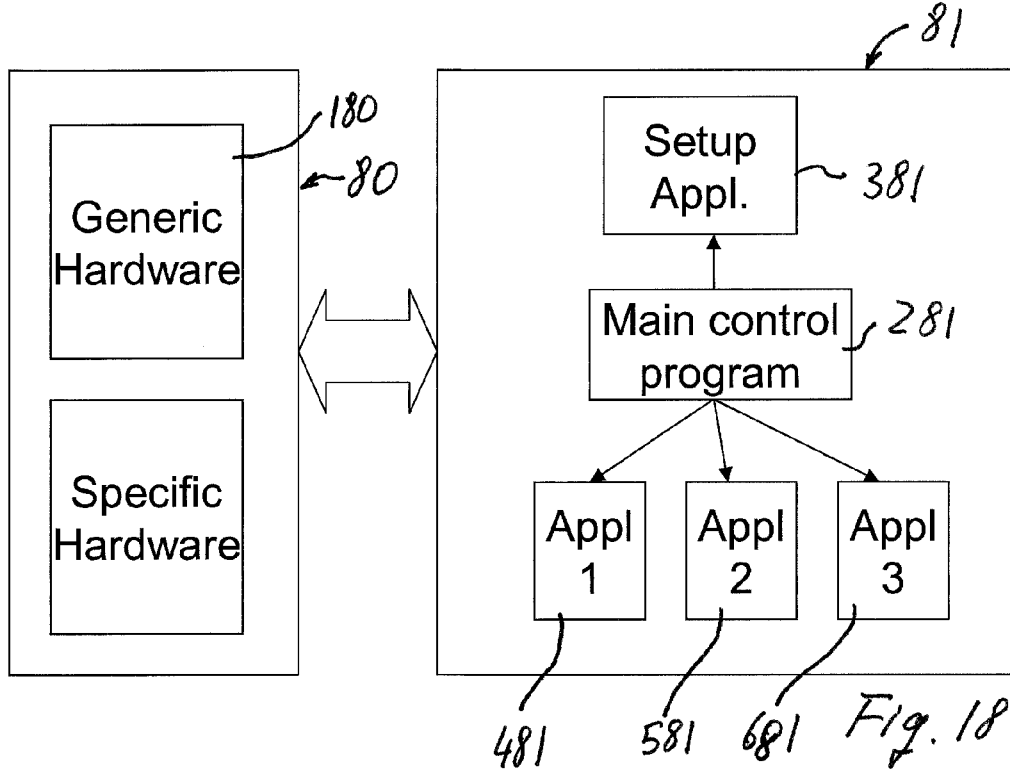 81
180
80
Generic
Hardware
Setup
Appl.
381
Main control
program
281
Specific
Hardware
Appl
1
Appl
2
Appl
3
481
581
681
Fig. 18